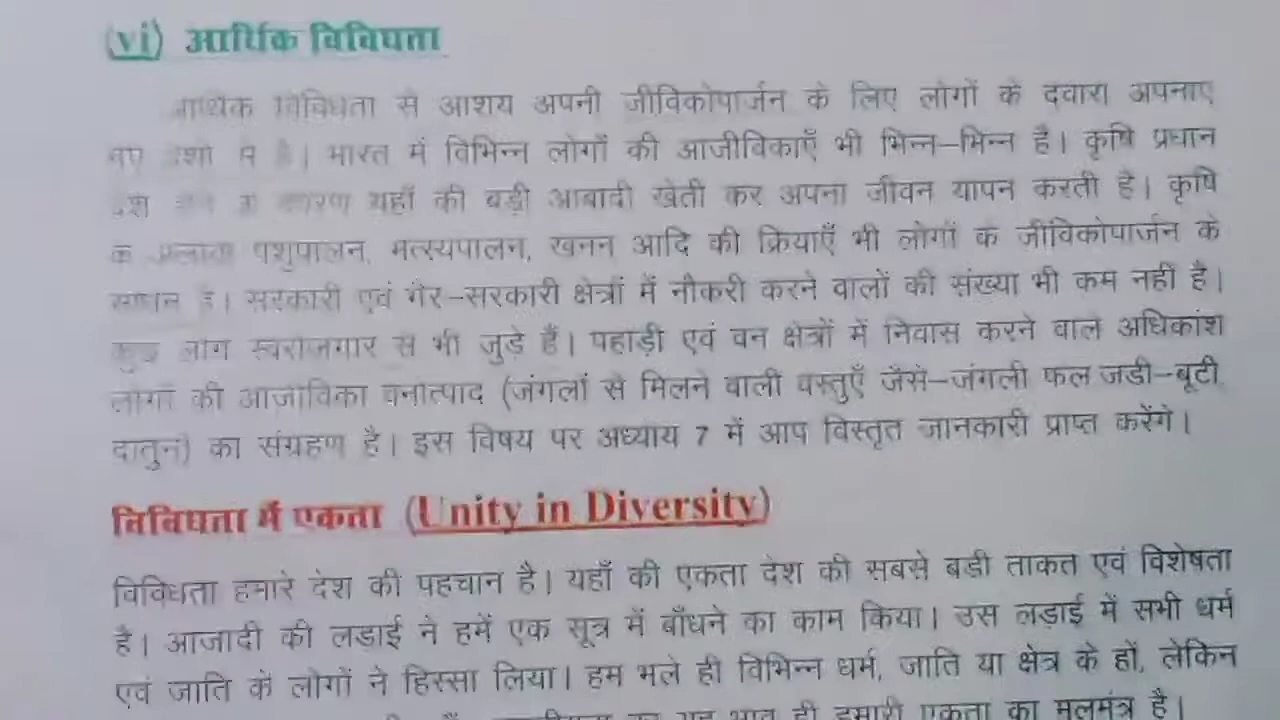 (vi) आर्थिक विविधता
आर्थिक विविधता से आशय अपनी जीविकोपार्जन के लिए लोगों के दवारा अपनाए
गए पेशों से है। भारत में विभिन्न लोगों की आजीविकाएँ भी भिन्न-भिन्न है। कृषि प्रधान
देश होने के कारण यहाँ की बड़ी आबादी खेती कर अपना जीवन यापन करती है। कृषि
के अलावा पशुपालन, मत्स्यपालन, खनन आदि की क्रियाएँ भी लोगों के जीविकोपार्जन के
साधन है। सरकारी एवं गैर-सरकारी क्षेत्रों में नौकरी करने वालों की संख्या भी कम नहीं है।
कुछ लोग स्वरोजगार से भी जुड़े हैं। पहाड़ी एवं वन क्षेत्रों में निवास करने वाले अधिकांश
लोगों की आजीविका वनोत्पाद (जंगलों से मिलने वाली वस्तुएँ जैसे-जंगली फल जडी-बूटी,
दातुन) का संग्रहण है। इस विषय पर अध्याय 7 में आप विस्तृत जानकारी प्राप्त करेंगे।
विविधता में एकता (Unity in Diversity)
विविधता हमारे देश की पहचान है। यहाँ की एकता देश की सबसे बडी ताकत एवं विशेषता
है। आजादी की लड़ाई ने हमें एक सूत्र में बाँधने का काम किया। उस लड़ाई में सभी धर्म
एवं जाति के लोगों ने हिस्सा लिया। हम भले ही विभिन्न धर्म, जाति या क्षेत्र के हों, लेकिन
यह भाव ही हमारी एकता का मूलमंत्र है।